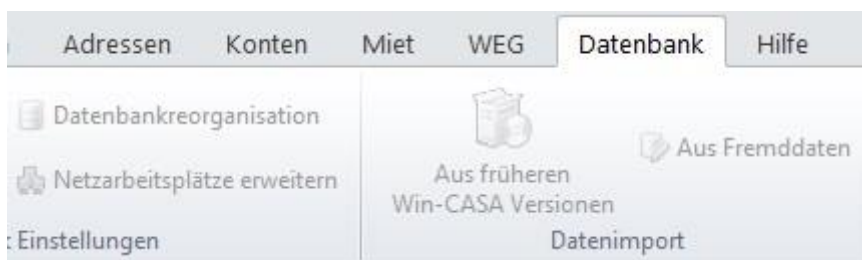 Adressen Konten Miet WEG Datenbank Hilfe
Datenbankreorganisation
Netzarbeitsplätze erweitern
Einstellungen
Aus früheren
Win-CASA Versionen
Aus Fremddaten
Datenimport